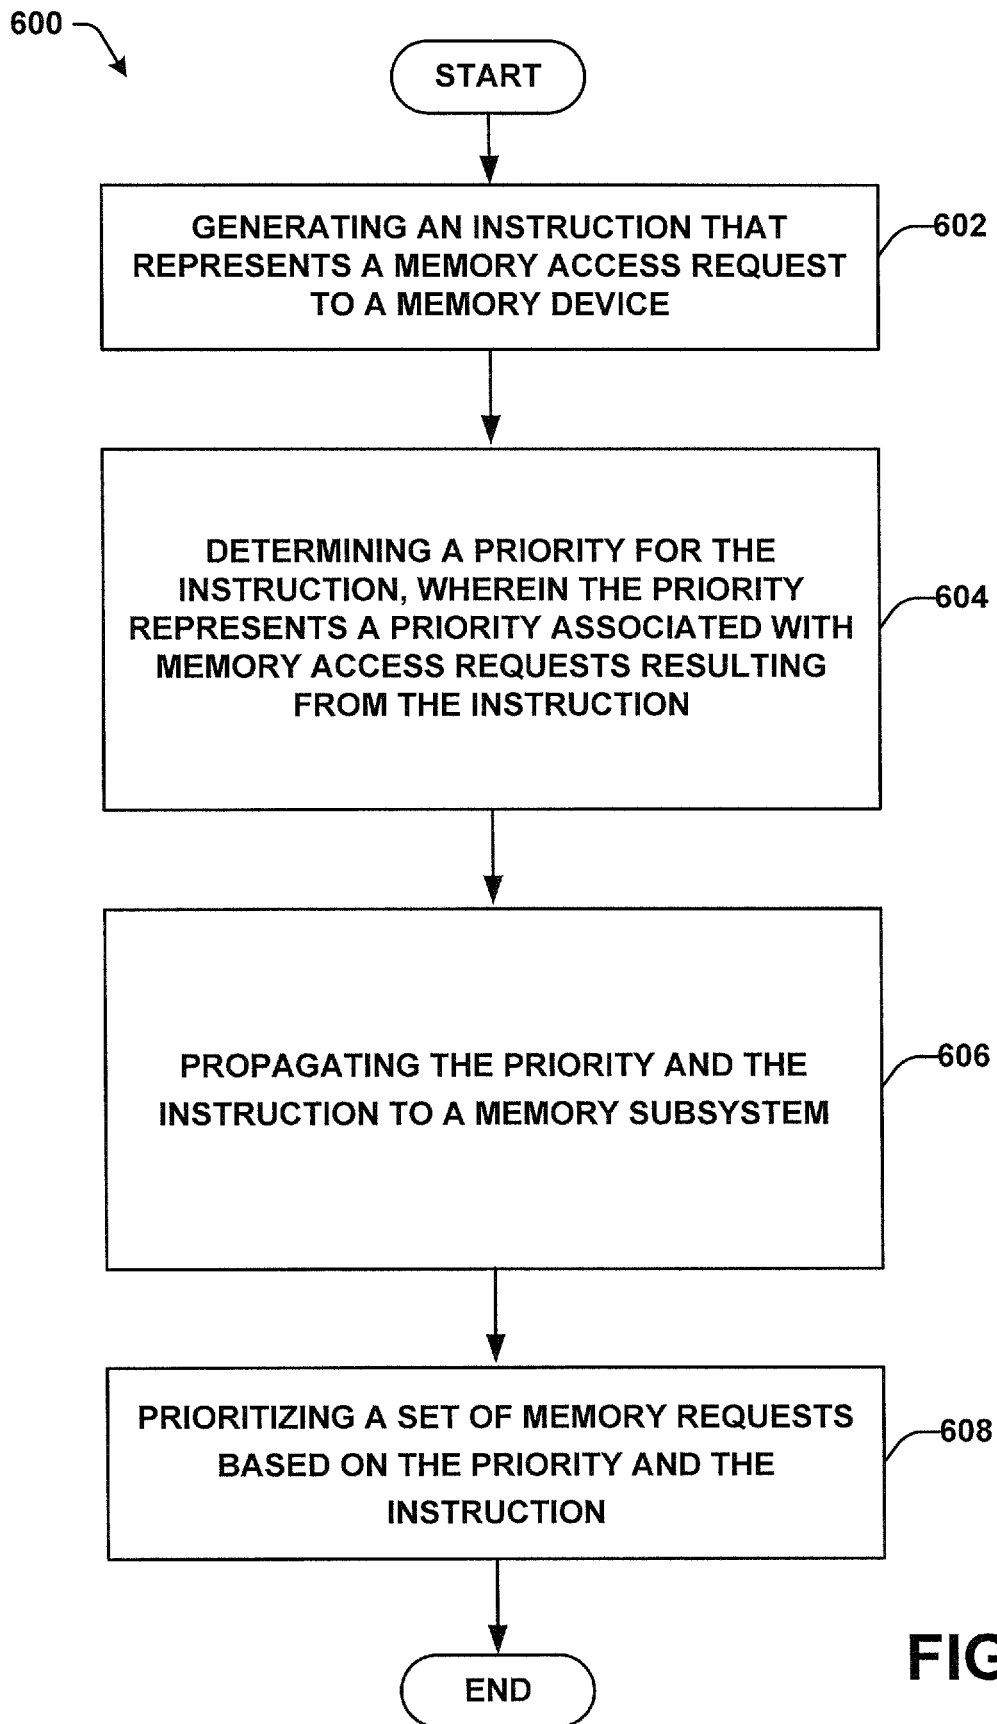 600
START
GENERATING AN INSTRUCTION THAT
REPRESENTS A MEMORY ACCESS REQUEST
TO A MEMORY DEVICE
602
DETERMINING A PRIORITY FOR THE
INSTRUCTION, WHEREIN THE PRIORITY
REPRESENTS A PRIORITY ASSOCIATED WITH
MEMORY ACCESS REQUESTS RESULTING
FROM THE INSTRUCTION
604
PROPAGATING THE PRIORITY AND THE
INSTRUCTION TO A MEMORY SUBSYSTEM
606
PRIORITIZING A SET OF MEMORY REQUESTS
BASED ON THE PRIORITY AND THE
INSTRUCTION
608
END
FIG